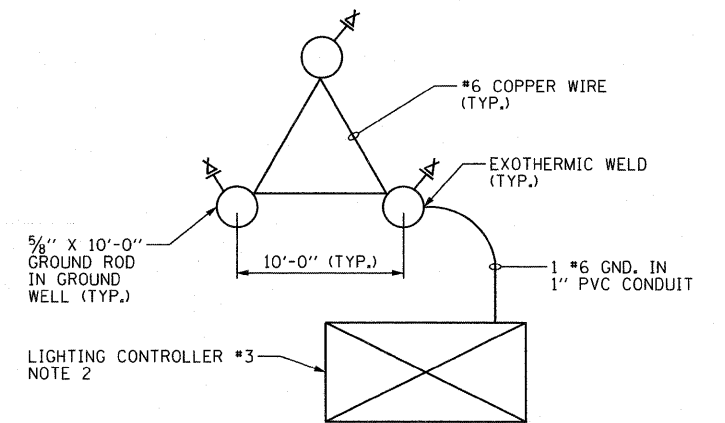 #6 COPPER WIRE
(TYP.)
EXOTHERMIC WELD
(TYP.)
5/8" X 10'-0"
GROUND ROD
IN GROUND
WELL (TYP.)
10'-0" (TYP.)
1 #6 GND. IN
1" PVC CONDUIT
LIGHTING CONTROLLER #3
NOTE 2